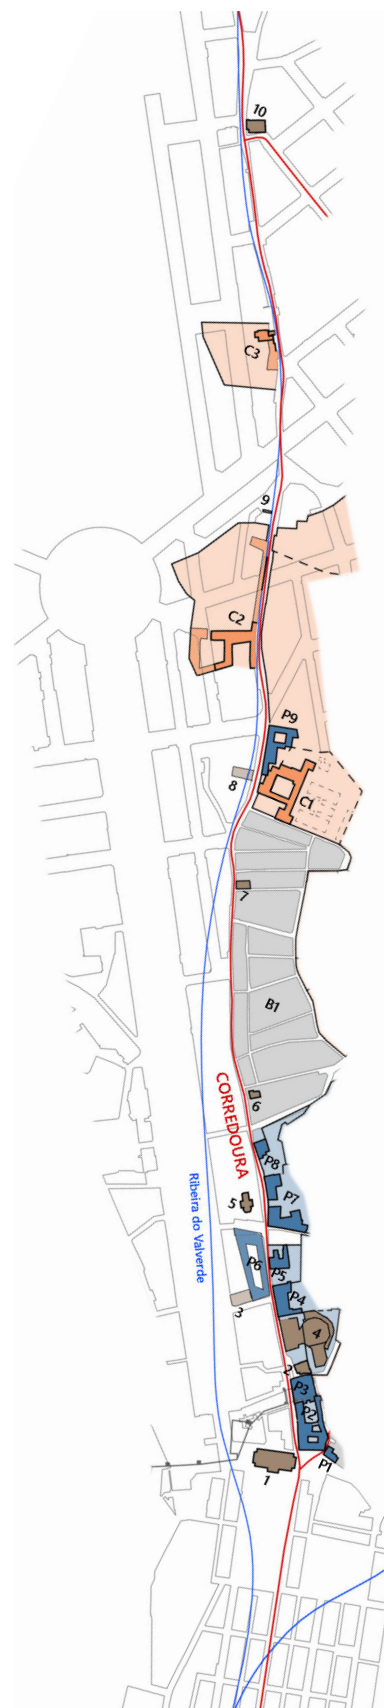 10
C3
9
C2
P9
8
C1
7
B1
6
CORREDOURA
P8
Ribeira do Valverde
5
P7
P6
P5
3
P4
4
2
P3
P2
1
P1